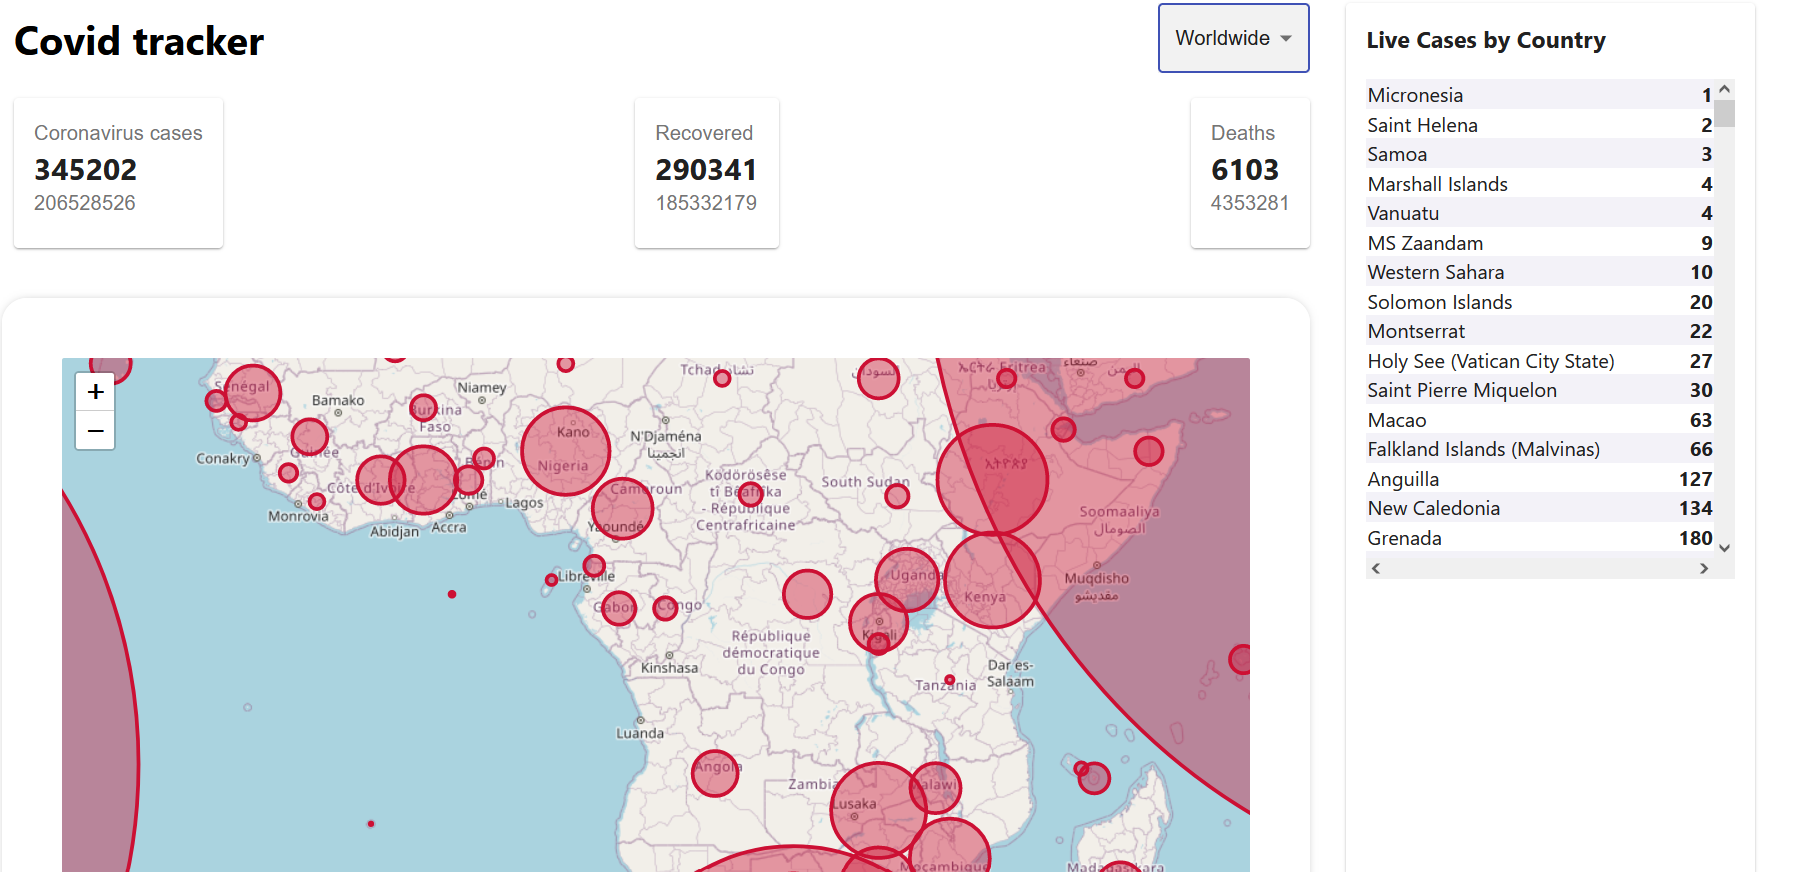 Covid tracker
Worldwide
Coronavirus cases
345202
206528526
Recovered
290341
185332179
Deaths
6103
4353281
Live Cases by Country
Micronesia 1
Saint Helena 2
Samoa 3
Marshall Islands 4
Vanuatu 4
MS Zaandam 9
Western Sahara 10
Solomon Islands 20
Montserrat 22
Holy See (Vatican City State) 27
Saint Pierre Miquelon 30
Macao 63
Falkland Islands (Malvinas) 66
Anguilla 127
New Caledonia 134
Grenada 180
+
−
Sénégal
Bamako
Niamey
Burkina
Faso
Tchad تشاد
السودان
Eritrea
صنعاء
اليمن
Kano
N'Djaména
انجمينا
Conakry
Guinée
Bénin
Nigeria
Ködörösêse
tî Bêafrîka
- République
Centrafricaine
South Sudan
Soomaaliya
الصومال
Côte d'Ivoire
Lomé
Lagos
Cameroun
Monrovia
Abidjan
Accra
Yaoundé
Libreville
Uganda
Muqdisho
مقديشو
Gabon
Congo
Kenya
Kigali
République
démocratique
du Congo
Kinshasa
Dar es-
Salaam
Tanzania
Luanda
Angola
Zambia
Malawi
Lusaka
Moçambique
Madagasikara